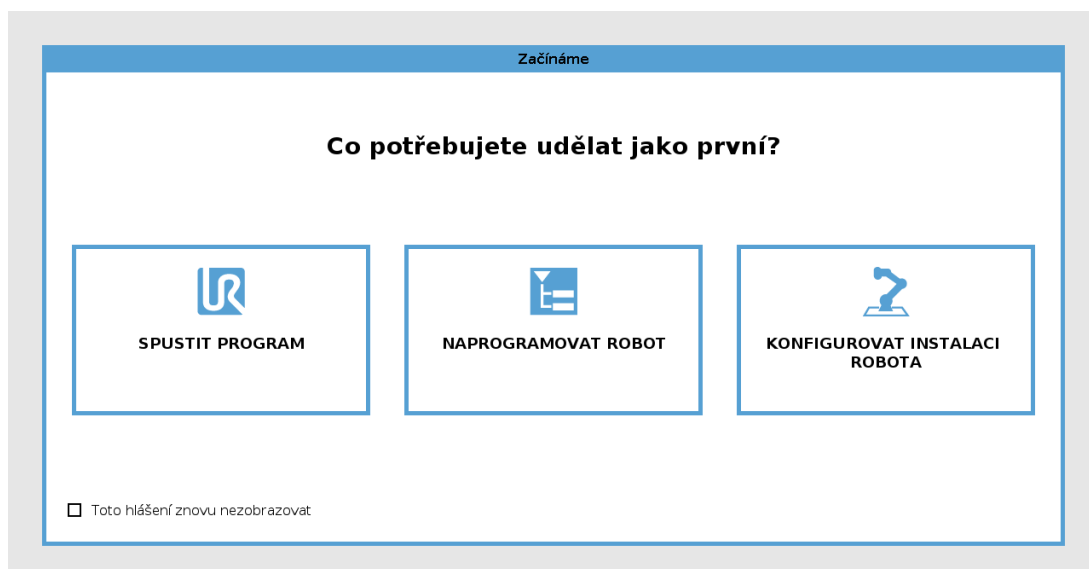 Začínáme
Co potřebujete udělat jako první?
SPUSTIT PROGRAM
NAPROGRAMOVAT ROBOT
KONFIGUROVAT INSTALACI
ROBOTA
Toto hlášení znovu nezobrazovat